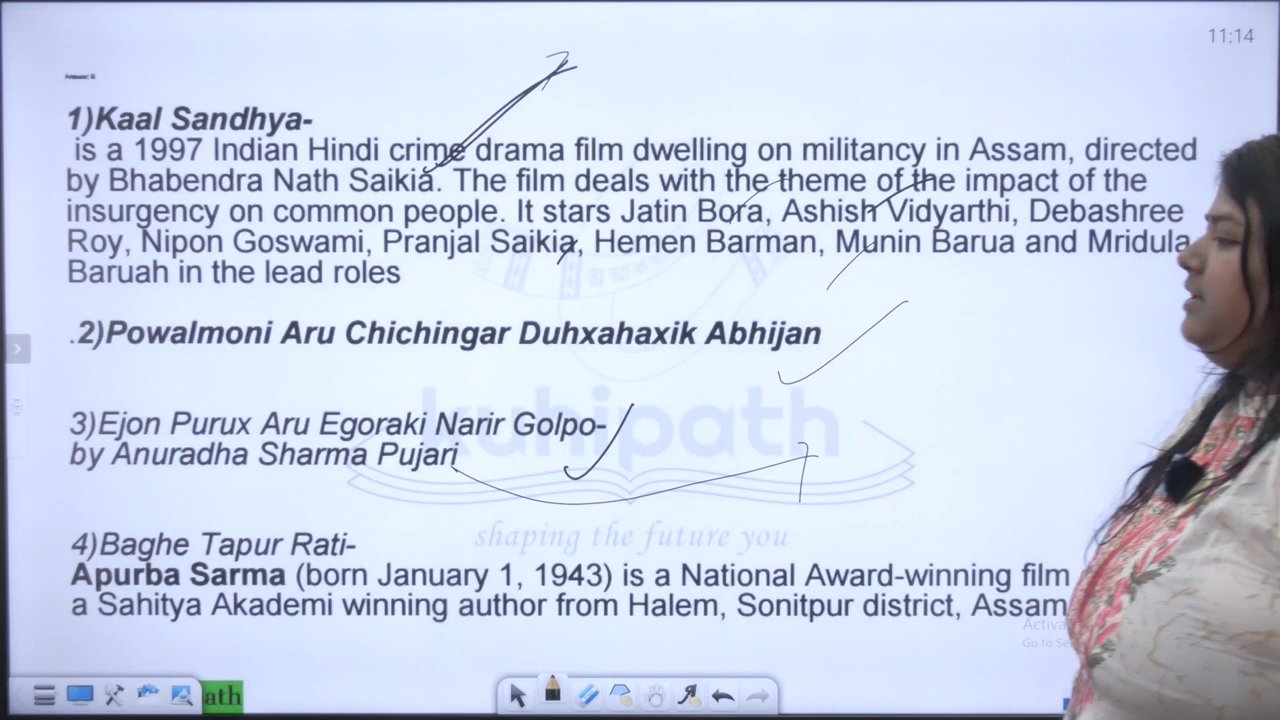 11:14
Answer: B
1)Kaal Sandhya-
is a 1997 Indian Hindi crime drama film dwelling on militancy in Assam, directed
by Bhabendra Nath Saikia. The film deals with the theme of the impact of the
insurgency on common people. It stars Jatin Bora, Ashish Vidyarthi, Debashree
Roy, Nipon Goswami, Pranjal Saikia, Hemen Barman, Munin Barua and Mridula
Baruah in the lead roles
.2)Powalmoni Aru Chichingar Duhxahaxik Abhijan
kuhipath
3)Ejon Purux Aru Egoraki Narir Golpo-
by Anuradha Sharma Pujari
shaping the future you
4)Baghe Tapur Rati-
Apurba Sarma (born January 1, 1943) is a National Award-winning film
a Sahitya Akademi winning author from Halem, Sonitpur district, Assam
Activa
Go to Se
ath